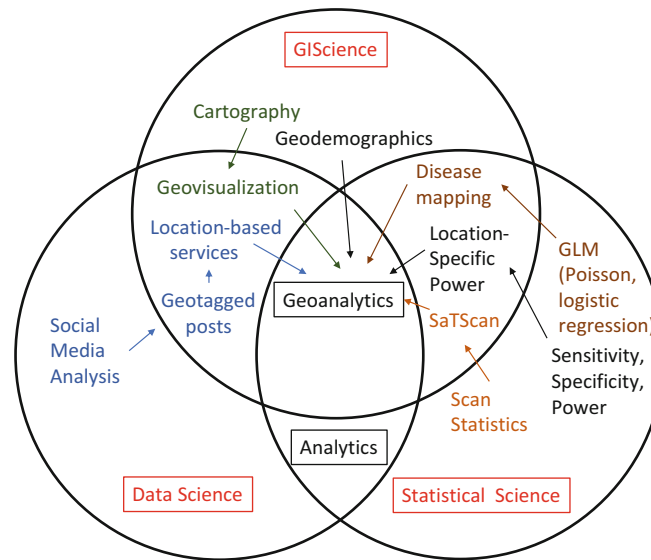 GIScience
Cartography
Geodemographics
Geovisualization
Disease
mapping
Location-based
services
Location-
Specific
Power
GLM
(Poisson,
logistic
regression)
Geotagged
posts
Geoanalytics
SaTScan
Social
Media
Analysis
Sensitivity,
Specificity,
Power
Scan
Statistics
Analytics
Data Science
Statistical Science